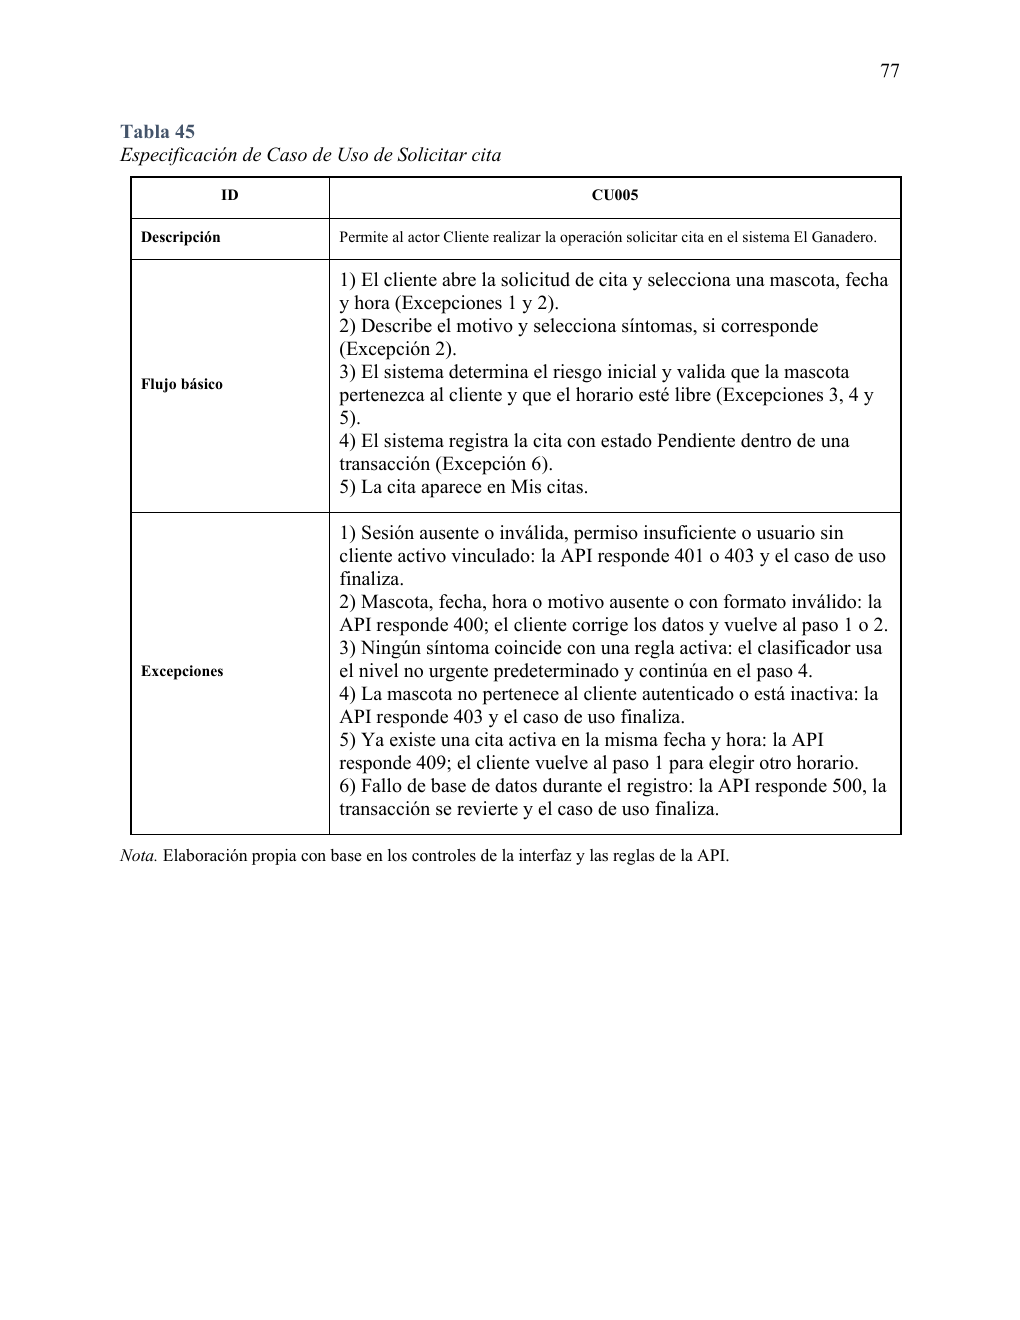 77
Tabla 45
Especificación de Caso de Uso de Solicitar cita
ID
CU005
Descripción
Permite al actor Cliente realizar la operación solicitar cita en el sistema El Ganadero.
Flujo básico
1) El cliente abre la solicitud de cita y selecciona una mascota, fecha
y hora (Excepciones 1 y 2).
2) Describe el motivo y selecciona síntomas, si corresponde
(Excepción 2).
3) El sistema determina el riesgo inicial y valida que la mascota
pertenezca al cliente y que el horario esté libre (Excepciones 3, 4 y
5).
4) El sistema registra la cita con estado Pendiente dentro de una
transacción (Excepción 6).
5) La cita aparece en Mis citas.
Excepciones
1) Sesión ausente o inválida, permiso insuficiente o usuario sin
cliente activo vinculado: la API responde 401 o 403 y el caso de uso
finaliza.
2) Mascota, fecha, hora o motivo ausente o con formato inválido: la
API responde 400; el cliente corrige los datos y vuelve al paso 1 o 2.
3) Ningún síntoma coincide con una regla activa: el clasificador usa
el nivel no urgente predeterminado y continúa en el paso 4.
4) La mascota no pertenece al cliente autenticado o está inactiva: la
API responde 403 y el caso de uso finaliza.
5) Ya existe una cita activa en la misma fecha y hora: la API
responde 409; el cliente vuelve al paso 1 para elegir otro horario.
6) Fallo de base de datos durante el registro: la API responde 500, la
transacción se revierte y el caso de uso finaliza.
Nota. Elaboración propia con base en los controles de la interfaz y las reglas de la API.